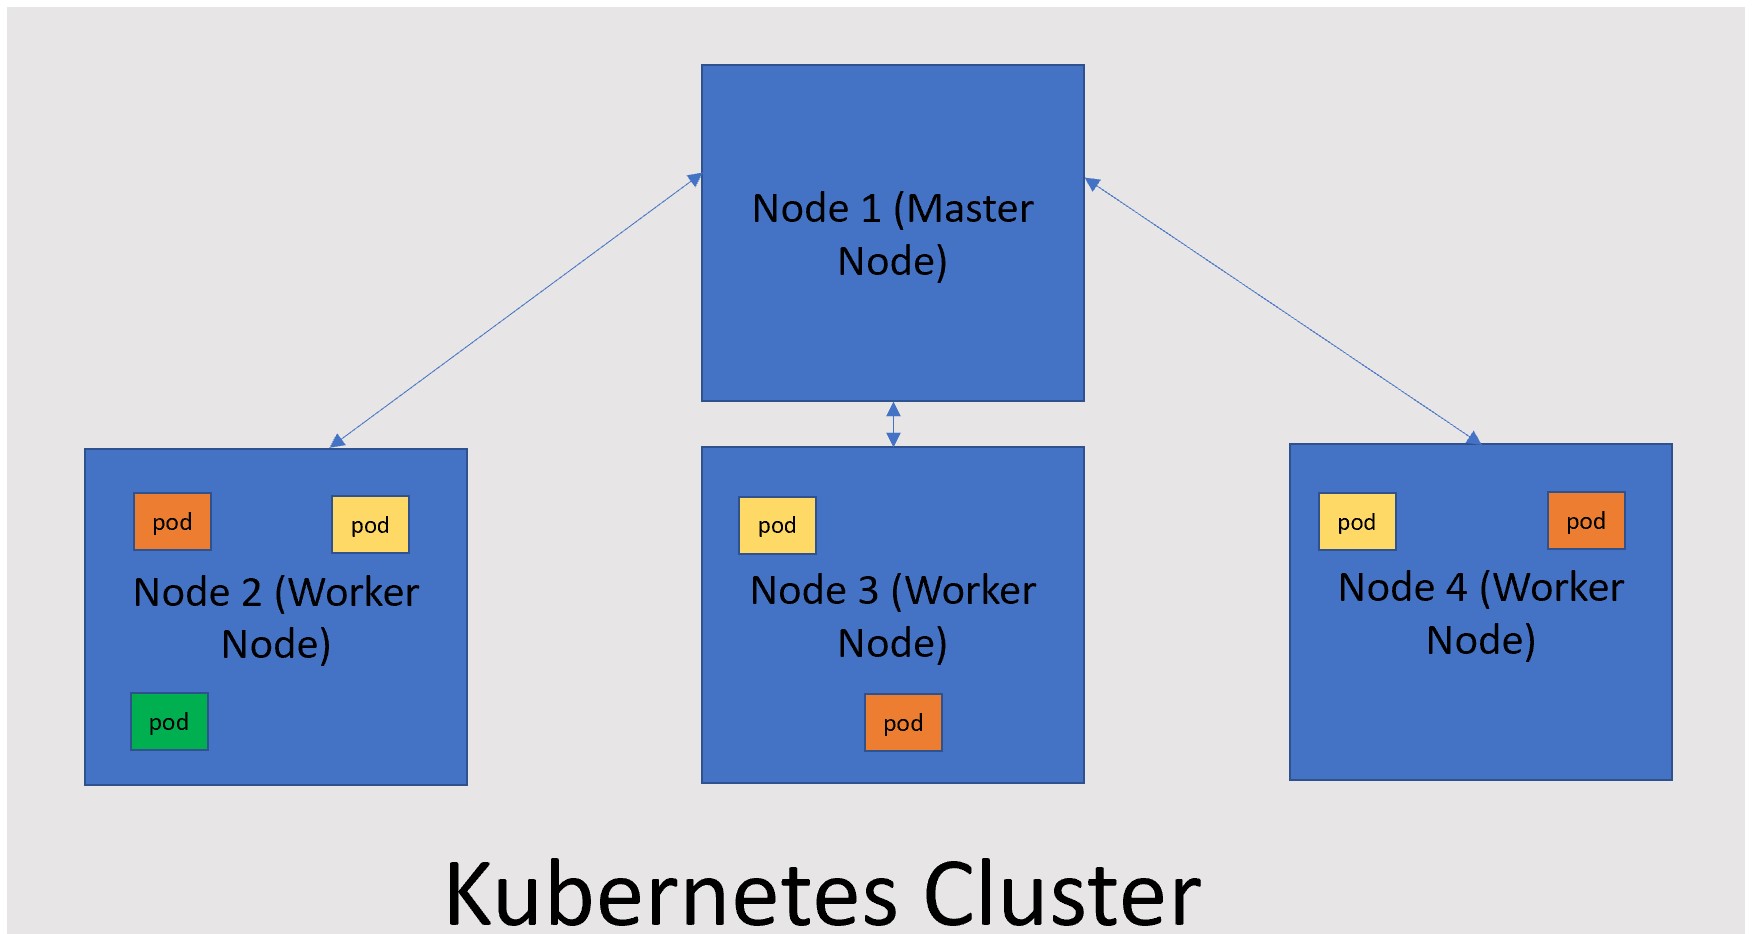 Node 1 (Master
Node)
pod
pod
Node 2 (Worker
Node)
pod
pod
Node 3 (Worker
Node)
pod
pod
pod
Node 4 (Worker
Node)
Kubernetes Cluster